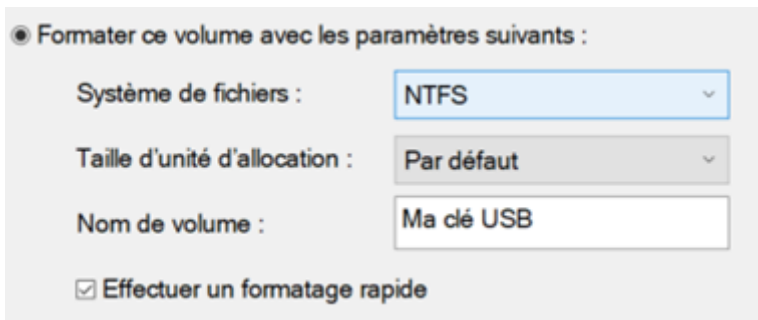 Formater ce volume avec les paramètres suivants :
Système de fichiers : NTFS
Taille d'unité d'allocation : Par défaut
Nom de volume : Ma clé USB
Effectuer un formatage rapide